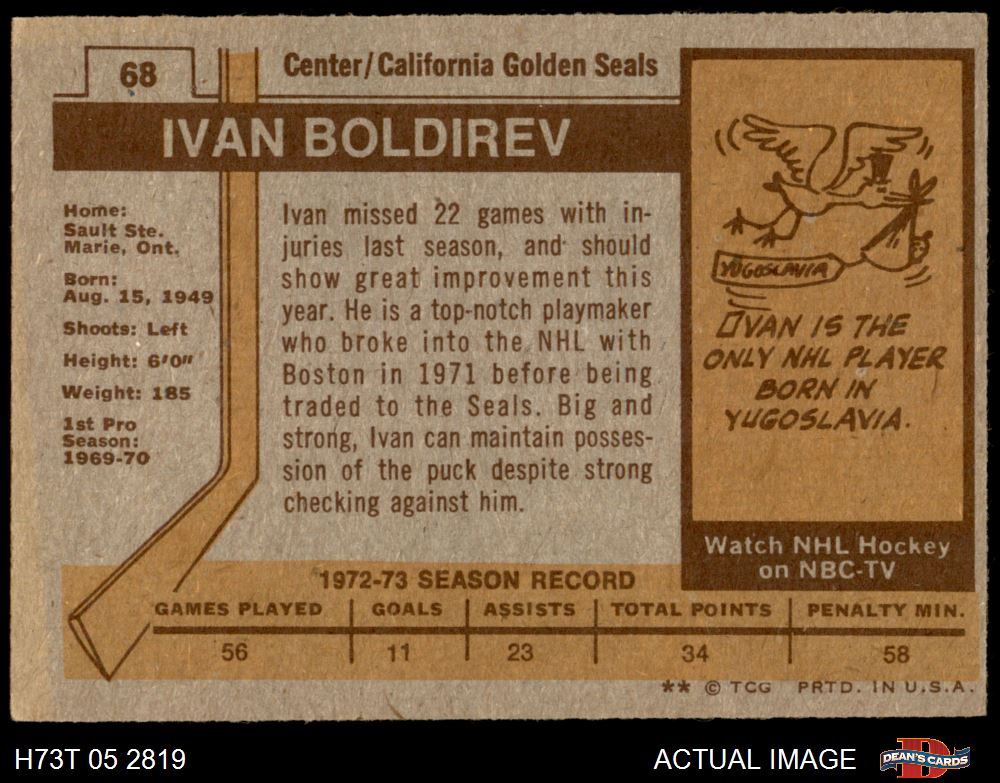 68
Center/California Golden Seals
IVAN BOLDIREV
Home:
Sault Ste.
Marie, Ont.
Born:
Aug. 15, 1949
Shoots: Left
Height: 6'0"
Weight: 185
1st Pro
Season:
1969-70
Ivan missed 22 games with in-
juries last season, and should
show great improvement this
year. He is a top-notch playmaker
who broke into the NHL with
Boston in 1971 before being
traded to the Seals. Big and
strong, Ivan can maintain posses-
sion of the puck despite strong
checking against him.
YUGOSLAVIA
IVAN IS THE
ONLY NHL PLAYER
BORN IN
YUGOSLAVIA.
Watch NHL Hockey
on NBC-TV
1972-73 SEASON RECORD
GAMES PLAYED GOALS ASSISTS TOTAL POINTS PENALTY MIN.
56 11 23 34 58
** © TCG PRTD. IN U.S.A.
H73T 05 2819
ACTUAL IMAGE
DEAN'S CARDS